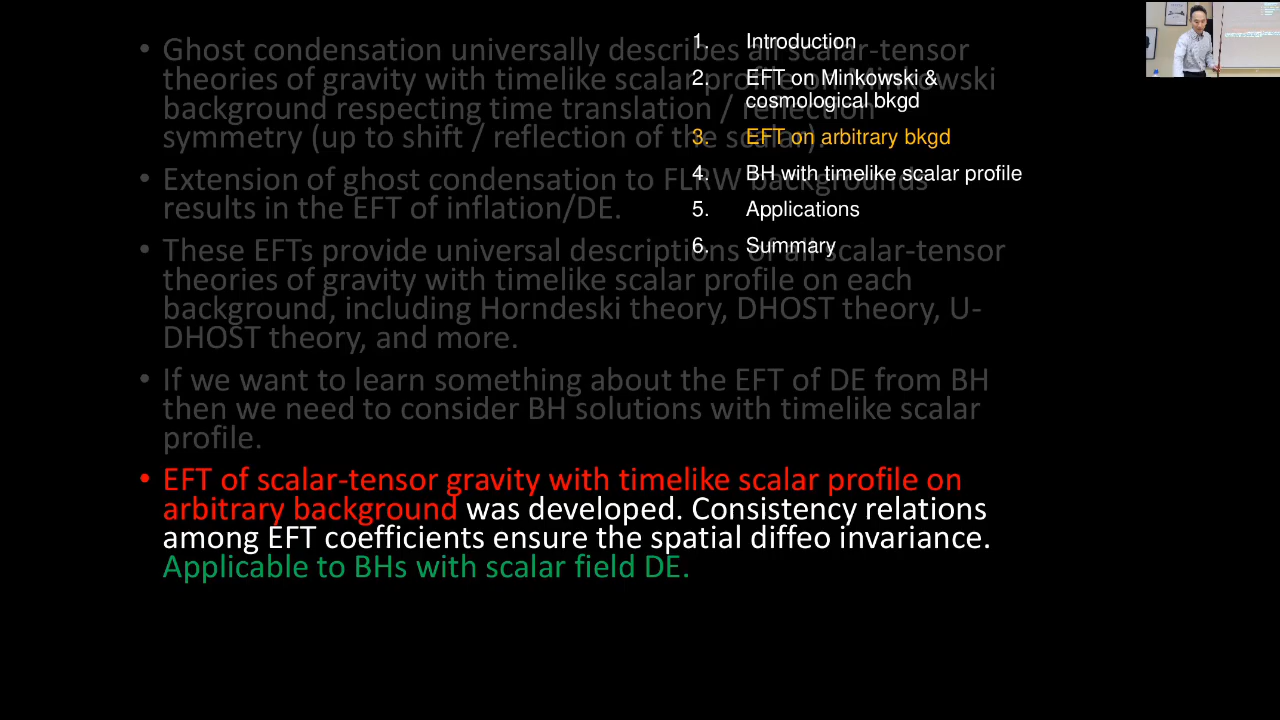 • Ghost condensation universally describes all scalar-tensor
theories of gravity with timelike scalar profile on Minkowski
background respecting time translation / reflection
symmetry (up to shift / reflection of the scalar).
• Extension of ghost condensation to FLRW backgrounds
results in the EFT of inflation/DE.
• These EFTs provide universal descriptions of all scalar-tensor
theories of gravity with timelike scalar profile on each
background, including Horndeski theory, DHOST theory, U-
DHOST theory, and more.
• If we want to learn something about the EFT of DE from BH
then we need to consider BH solutions with timelike scalar
profile.
• EFT of scalar-tensor gravity with timelike scalar profile on
arbitrary background was developed. Consistency relations
among EFT coefficients ensure the spatial diffeo invariance.
Applicable to BHs with scalar field DE.
1. Introduction
2. EFT on Minkowski &
cosmological bkgd
3. EFT on arbitrary bkgd
4. BH with timelike scalar profile
5. Applications
6. Summary